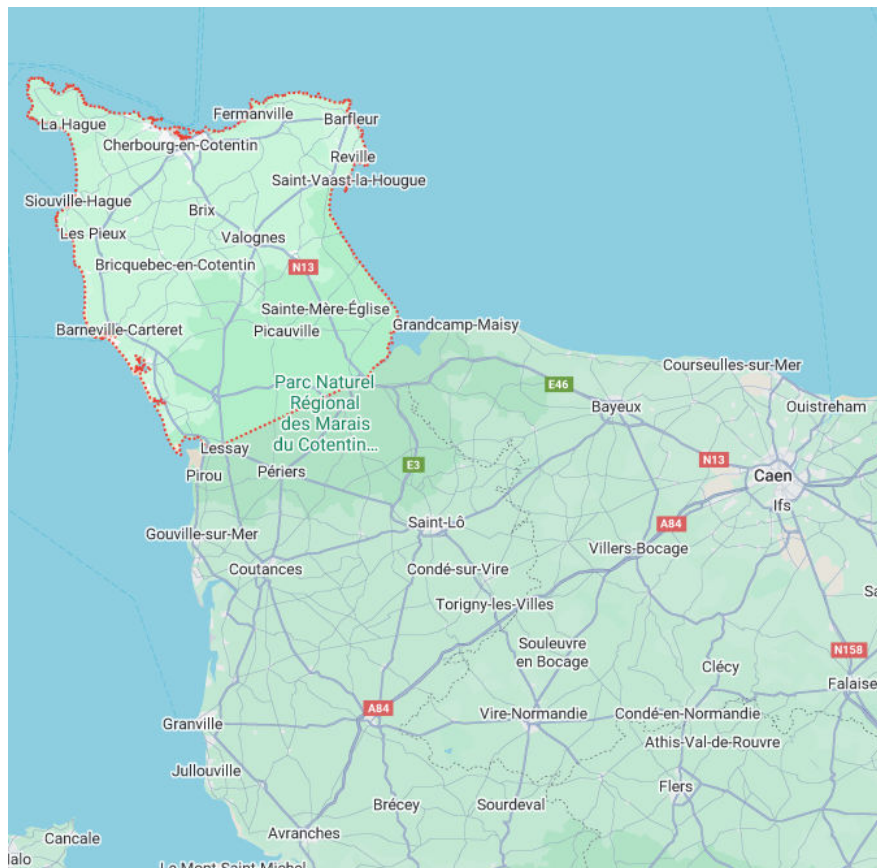 Fermanville
La Hague
Barfleur
Cherbourg-en-Cotentin
Reville
Saint-Vaast-la-Hougue
Siouville-Hague
Brix
Les Pieux
Valognes
Bricquebec-en-Cotentin
N13
Sainte-Mère-Église
Grandcamp-Maisy
Barneville-Carteret
Picauville
Courseulles-sur-Mer
Parc Naturel
Régional
des Marais
du Cotentin...
E46
Bayeux
Ouistreham
Lessay
Périers
Pirou
E3
N13
Caen
Ifs
Saint-Lô
A84
Gouville-sur-Mer
Villers-Bocage
Coutances
Condé-sur-Vire
Sa
Torigny-les-Villes
Souleuvre
en Bocage
N158
Clécy
Falaise
A84
Granville
Vire-Normandie
Condé-en-Normandie
Athis-Val-de-Rouvre
Jullouville
Flers
Brécey
Sourdeval
Avranches
Cancale
lalo